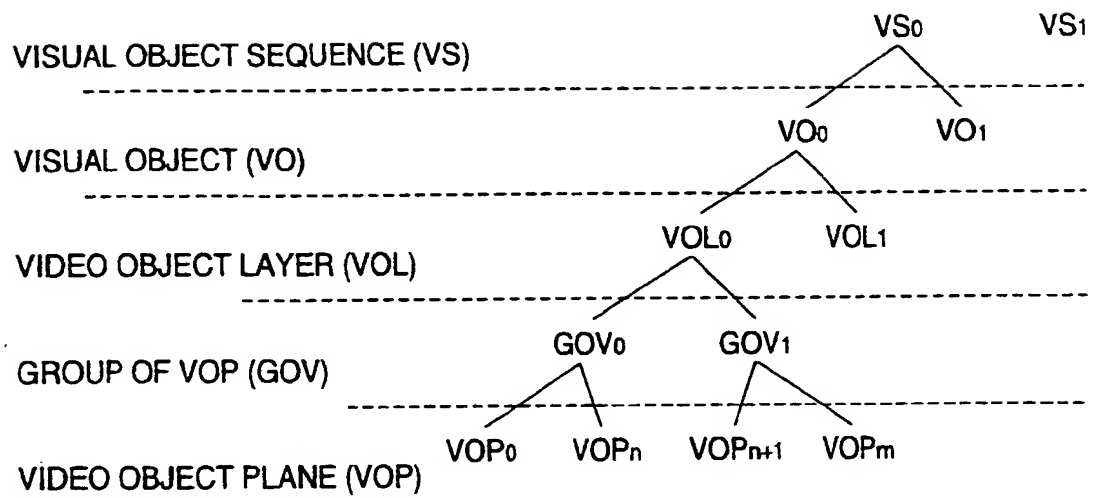 VS0 VS1
VISUAL OBJECT SEQUENCE (VS)
VO0 VO1
VISUAL OBJECT (VO)
VOL0 VOL1
VIDEO OBJECT LAYER (VOL)
GOV0 GOV1
GROUP OF VOP (GOV)
VOP0 VOPn VOPn+1 VOPm
VIDEO OBJECT PLANE (VOP)